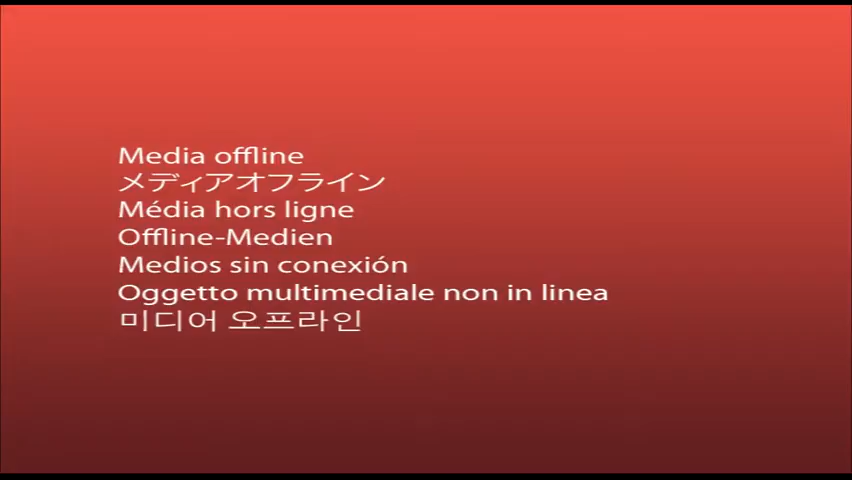 Media offline
メディアオフライン
Média hors ligne
Offline-Medien
Medios sin conexión
Oggetto multimediale non in linea
미디어 오프라인